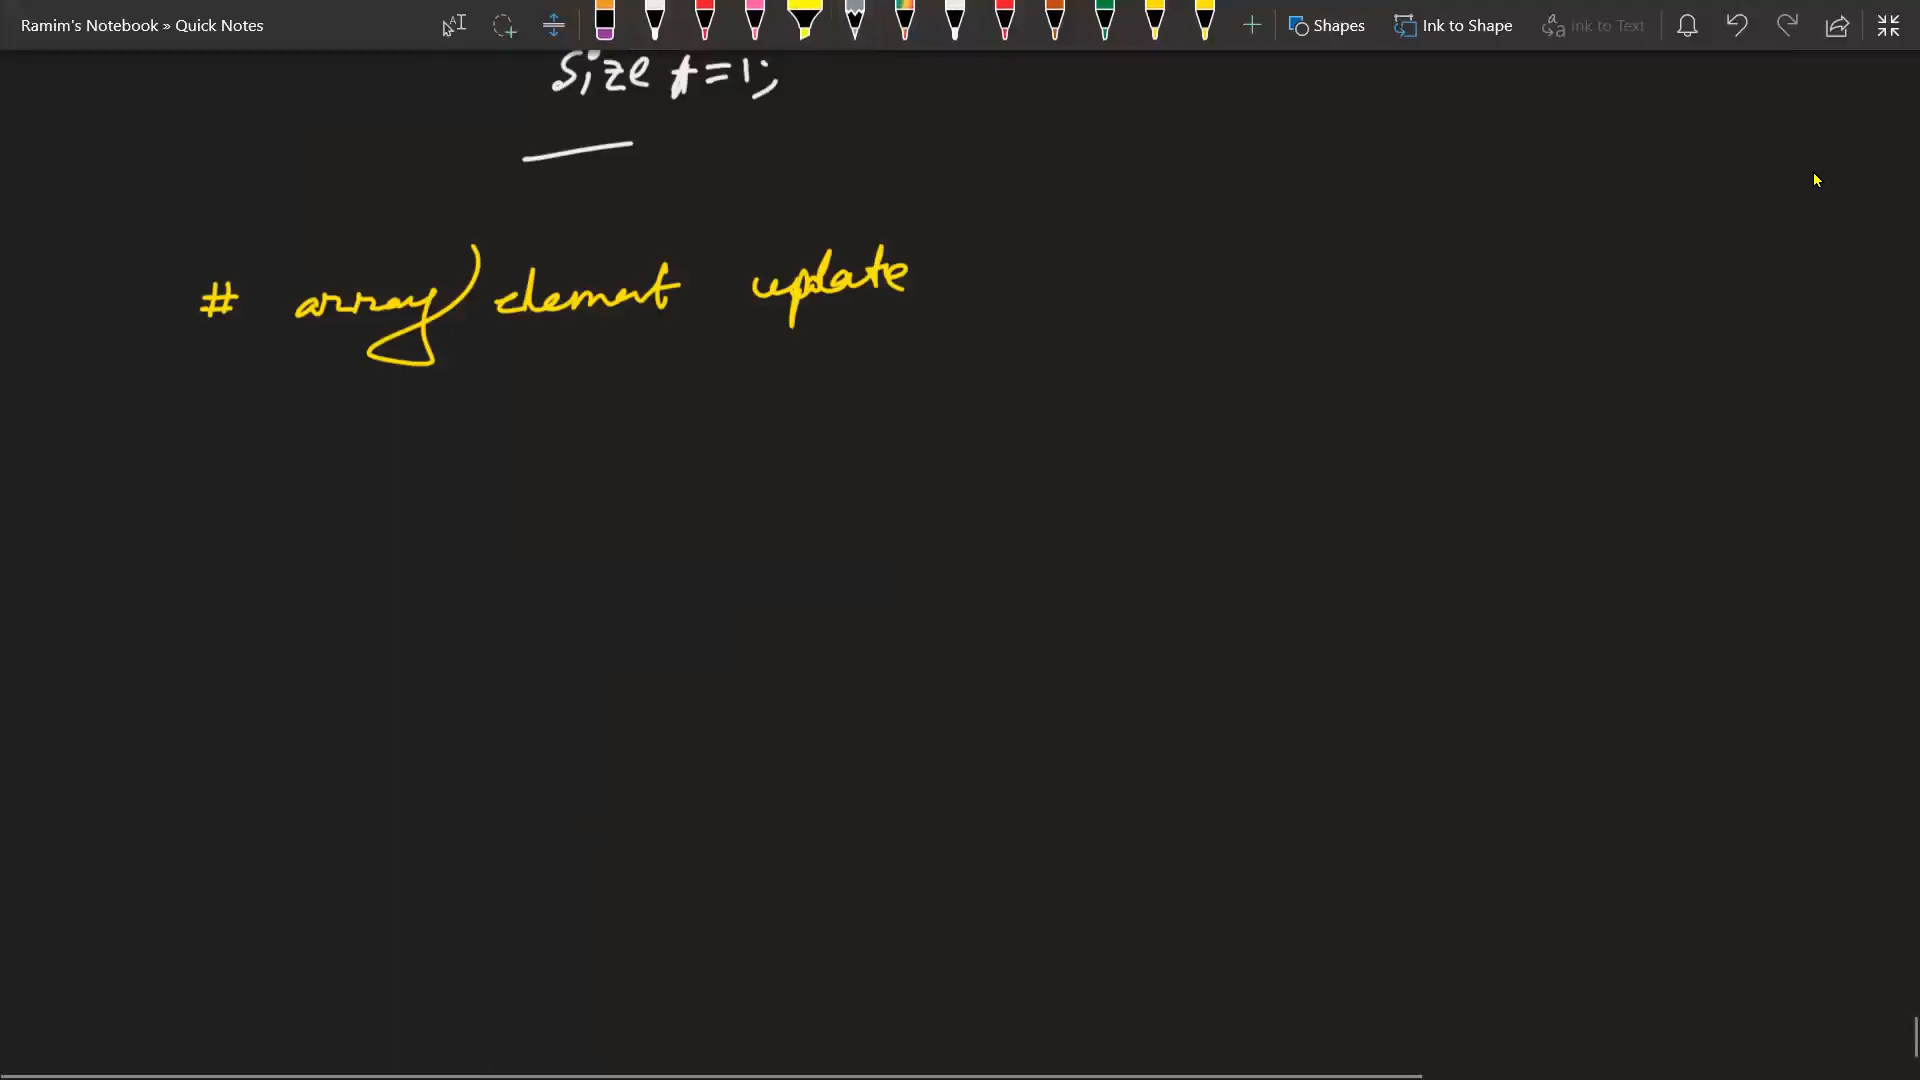 Ramim's Notebook » Quick Notes
Shapes
Ink to Shape
Ink to Text
Size +=1;
# array element update